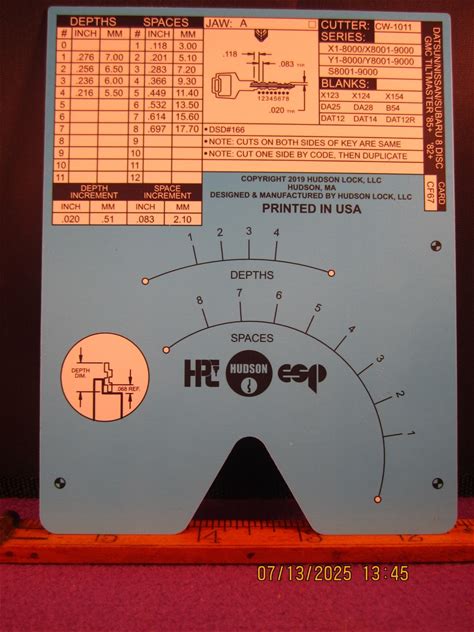 DEPTHS SPACES
# INCH MM # INCH MM
0 1 .118 3.00
1 .276 7.00 2 .201 5.10
2 .256 6.50 3 .283 7.20
3 .236 6.00 4 .366 9.30
4 .216 5.50 5 .449 11.40
5 6 .532 13.50
6 7 .614 15.60
7 8 .697 17.70
8 9
9 10
10 11
11 12
DEPTH INCREMENT SPACE INCREMENT
INCH MM INCH MM
.020 .51 .083 2.10
JAW: A
.118
.083 TYP.
12345678
.020 TYP.
•DSD#166
•NOTE: CUTS ON BOTH SIDES OF KEY ARE SAME
•NOTE: CUT ONE SIDE BY CODE, THEN DUPLICATE
CUTTER: CW-1011
SERIES:
X1-8000/X8001-9000
Y1-8000/Y8001-9000
S8001-9000
BLANKS:
X123 X124 X154
DA25 DA28 B54
DAT12 DAT14 DAT12R
DATSUN/NISSAN/SUBARU 8 DISC '82+
GMC TILTMASTER '85+
CARD
CF67
COPYRIGHT 2019 HUDSON LOCK, LLC
HUDSON, MA
DESIGNED & MANUFACTURED BY HUDSON LOCK, LLC
PRINTED IN USA
1 2 3 4
DEPTHS
8 7 6 5 4 3 2 1
SPACES
DEPTH DIM.
.068 REF.
HPC HUDSON esp
12 13 14 15
07/13/2025 13:45